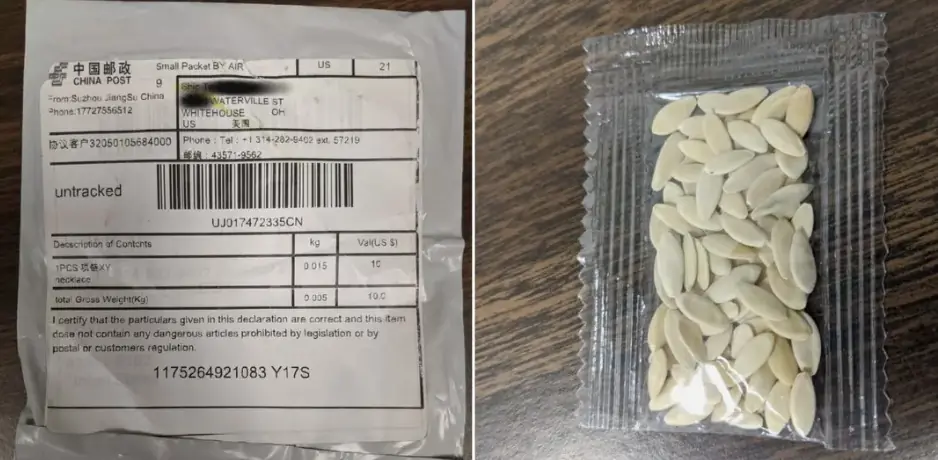 中国邮政
CHINA POST
Small Packet BY AIR
US
21
9
From:Suzhou JiangSu China
Phone:17727556512
WATERVILLE ST
WHITEHOUSE OH
US 美国
协议客户32050105684000
Phone : Tel : +1 314-282-9402 ext. 57219
邮编 : 43571-9562
untracked
UJ017472335CN
Description of Contents
kg
Val(US $)
1PCS XY
necklace
0.015
10
total Gross Weight(Kg)
0.005
10.0
I certify that the particulars given in this declaration are correct and this item
dose not contain any dangerous articles prohibited by legislation or by
postal or customers regulation.
1175264921083 Y17S